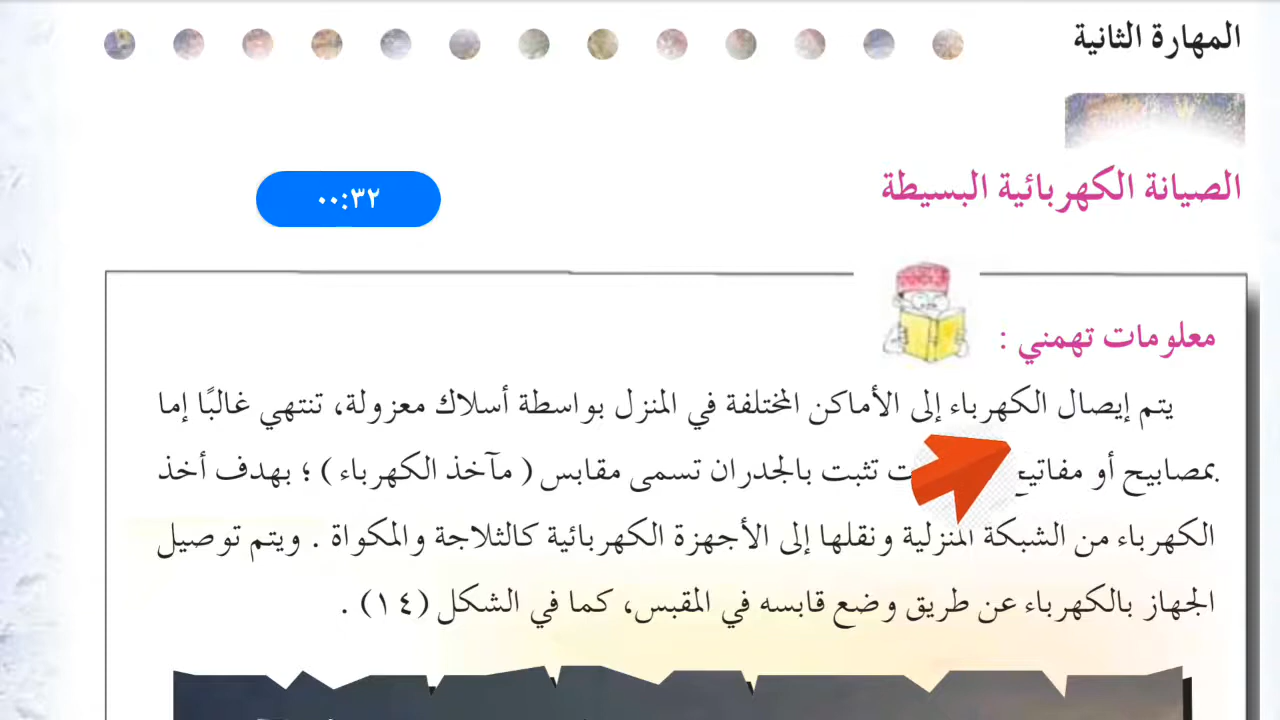 المهارة الثانية
الصيانة الكهربائية البسيطة
٠٠:٣٢
معلومات تهمني :
يتم إيصال الكهرباء إلى الأماكن المختلفة في المنزل بواسطة أسلاك معزولة، تنتهي غالبًا إما
بمصابيح أو مفاتيح تثبت بالجدران تسمى مقابس ( مآخذ الكهرباء ) ؛ بهدف أخذ
الكهرباء من الشبكة المنزلية ونقلها إلى الأجهزة الكهربائية كالثلاجة والمكواة . ويتم توصيل
الجهاز بالكهرباء عن طريق وضع قابسه في المقبس، كما في الشكل (١٤) .